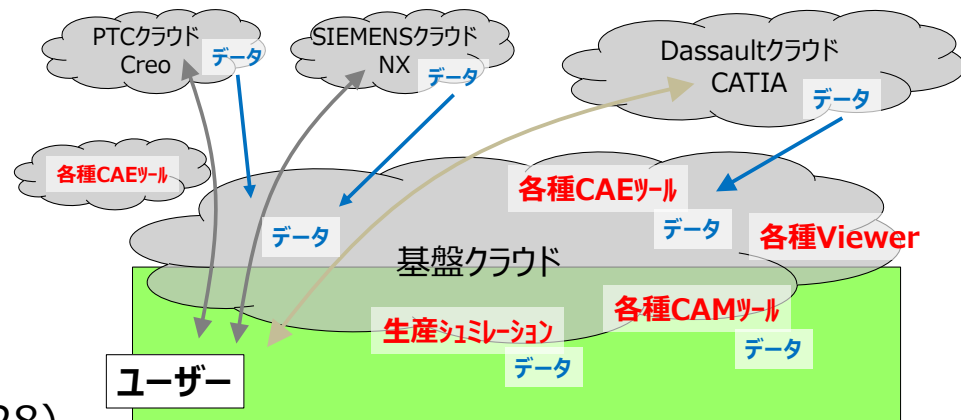 PTCクラウド
Creo
データ
SIEMENSクラウド
NX
データ
Dassaultクラウド
CATIA
データ
各種CAEツール
各種CAEツール
データ
データ
各種Viewer
基盤クラウド
各種CAMツール
データ
生産シュミレーション
データ
ユーザー
28)